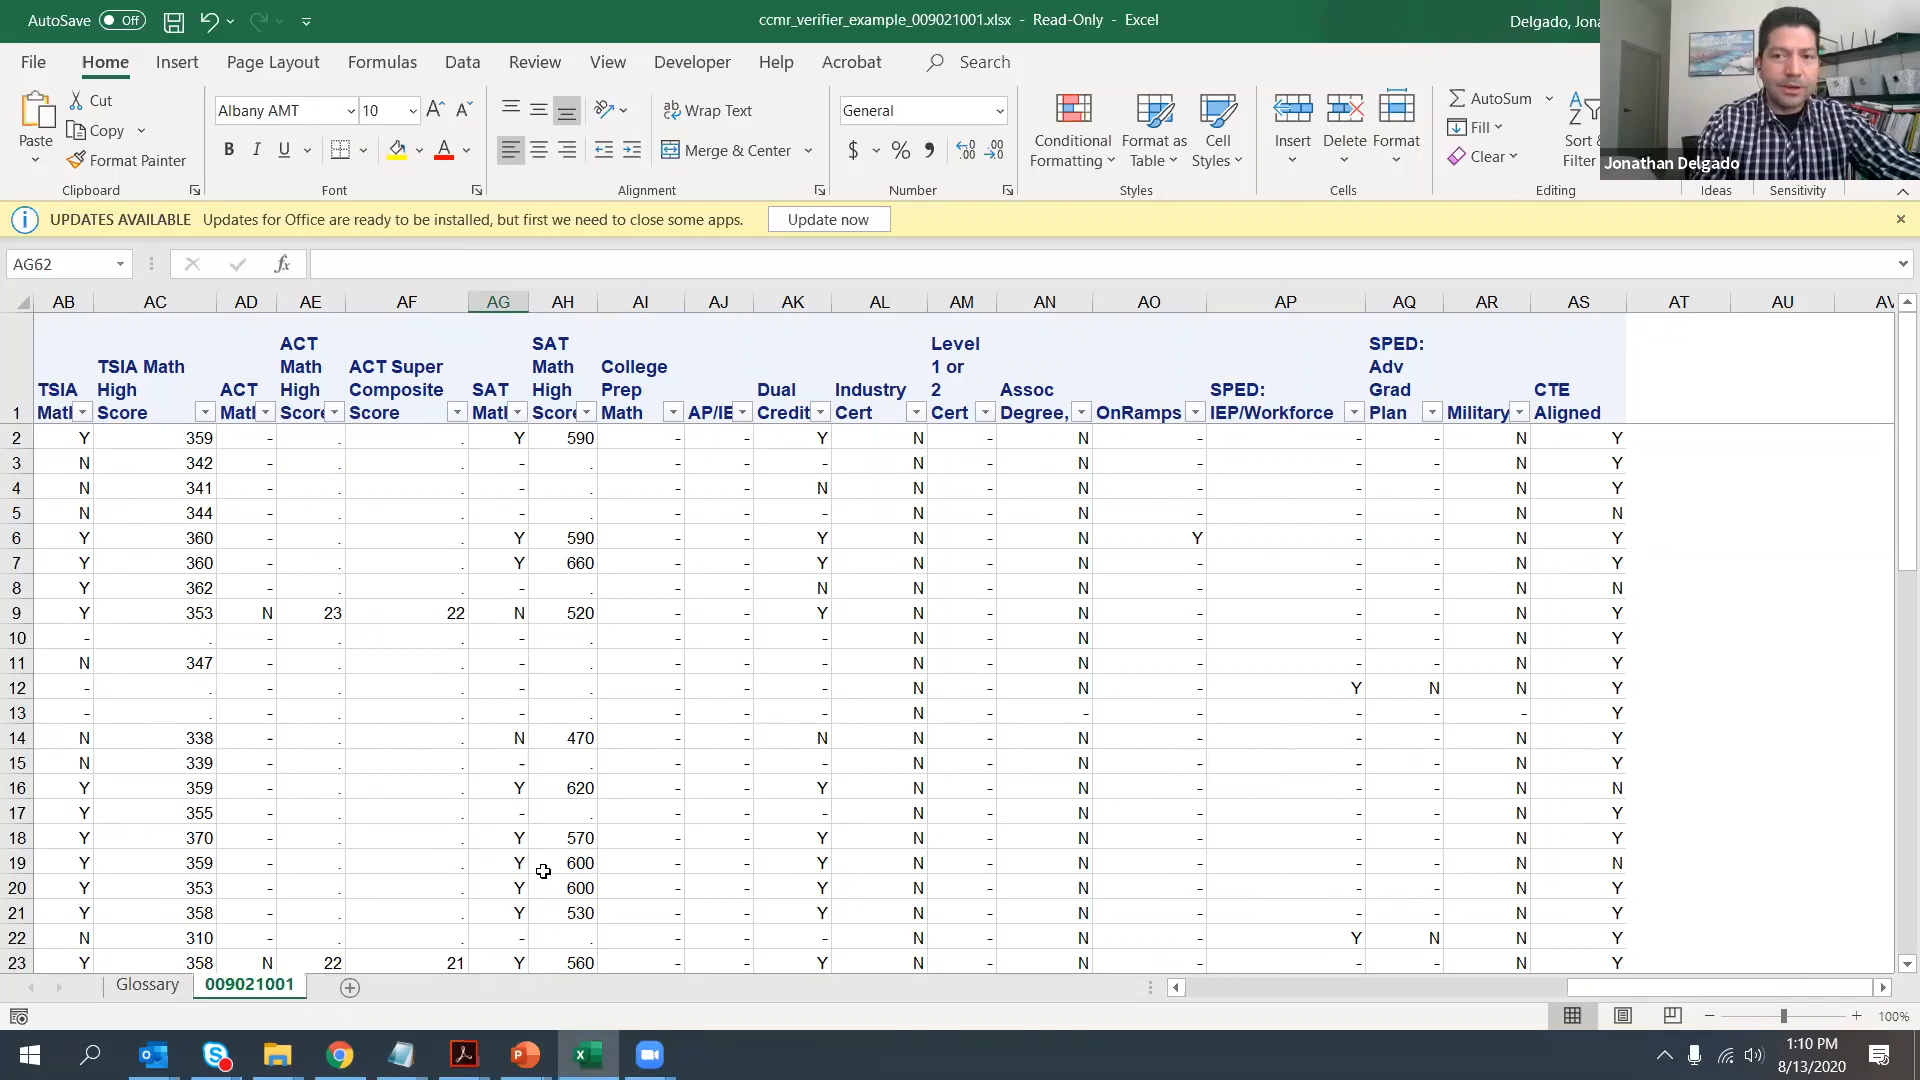 AutoSave Off ccmr_verifier_example_009021001.xlsx - Read-Only - Excel Delgado, Jona
File Home Insert Page Layout Formulas Data Review View Developer Help Acrobat Search
Paste
Cut
Copy
Format Painter
Clipboard
Albany AMT 10
B I U A
Font
Wrap Text
Merge & Center
Alignment
General
$ % 9
Number
Conditional Formatting
Format as Table
Cell Styles
Styles
Insert Delete Format
Cells
AutoSum
Fill
Clear
Sort &
Filter
Editing
Ideas
Sensitivity
Jonathan Delgado
UPDATES AVAILABLE Updates for Office are ready to be installed, but first we need to close some apps. Update now
AG62 fx
AB AC AD AE AF AG AH AI AJ AK AL AM AN AO AP AQ AR AS AT AU AV
1 TSIA Math TSIA Math High Score ACT Math ACT Math High Score ACT Super Composite Score SAT Math SAT Math High Score College Prep Math AP/IB Dual Credit Industry Cert Level 1 or 2 Cert Assoc Degree, OnRamps SPED: IEP/Workforce SPED: Adv Grad Plan Military CTE Aligned
2 Y 359 - . . Y 590 - - Y N - N - - - N Y
3 N 342 - . . - . - - - N - N - - - N Y
4 N 341 - . . - . - - N N - N - - - N Y
5 N 344 - . . - . - - - N - N - - - N N
6 Y 360 - . . Y 590 - - Y N - N Y - - N Y
7 Y 360 - . . Y 660 - - Y N - N - - - N Y
8 Y 362 - . . - . - - N N - N - - - N N
9 Y 353 N 23 22 N 520 - - Y N - N - - - N Y
10 - . - . . - . - - - N - N - - - N Y
11 N 347 - . . - . - - - N - N - - - N Y
12 - . - . . - . - - - N - N - Y N N Y
13 - . - . . - . - - - N - - - - - - Y
14 N 338 - . . N 470 - - N N - N - - - N Y
15 N 339 - . . - . - - - N - N - - - N Y
16 Y 359 - . . Y 620 - - Y N - N - - - N N
17 Y 355 - . . - . - - - N - N - - - N Y
18 Y 370 - . . Y 570 - - Y N - N - - - N Y
19 Y 359 - . . Y 600 - - Y N - N - - - N N
20 Y 353 - . . Y 600 - - Y N - N - - - N Y
21 Y 358 - . . Y 530 - - Y N - N - - - N Y
22 N 310 - . . - . - - - N - N - Y N N Y
23 Y 358 N 22 21 Y 560 - - Y N - N - - - N Y
Glossary 009021001
100%
1:10 PM
8/13/2020